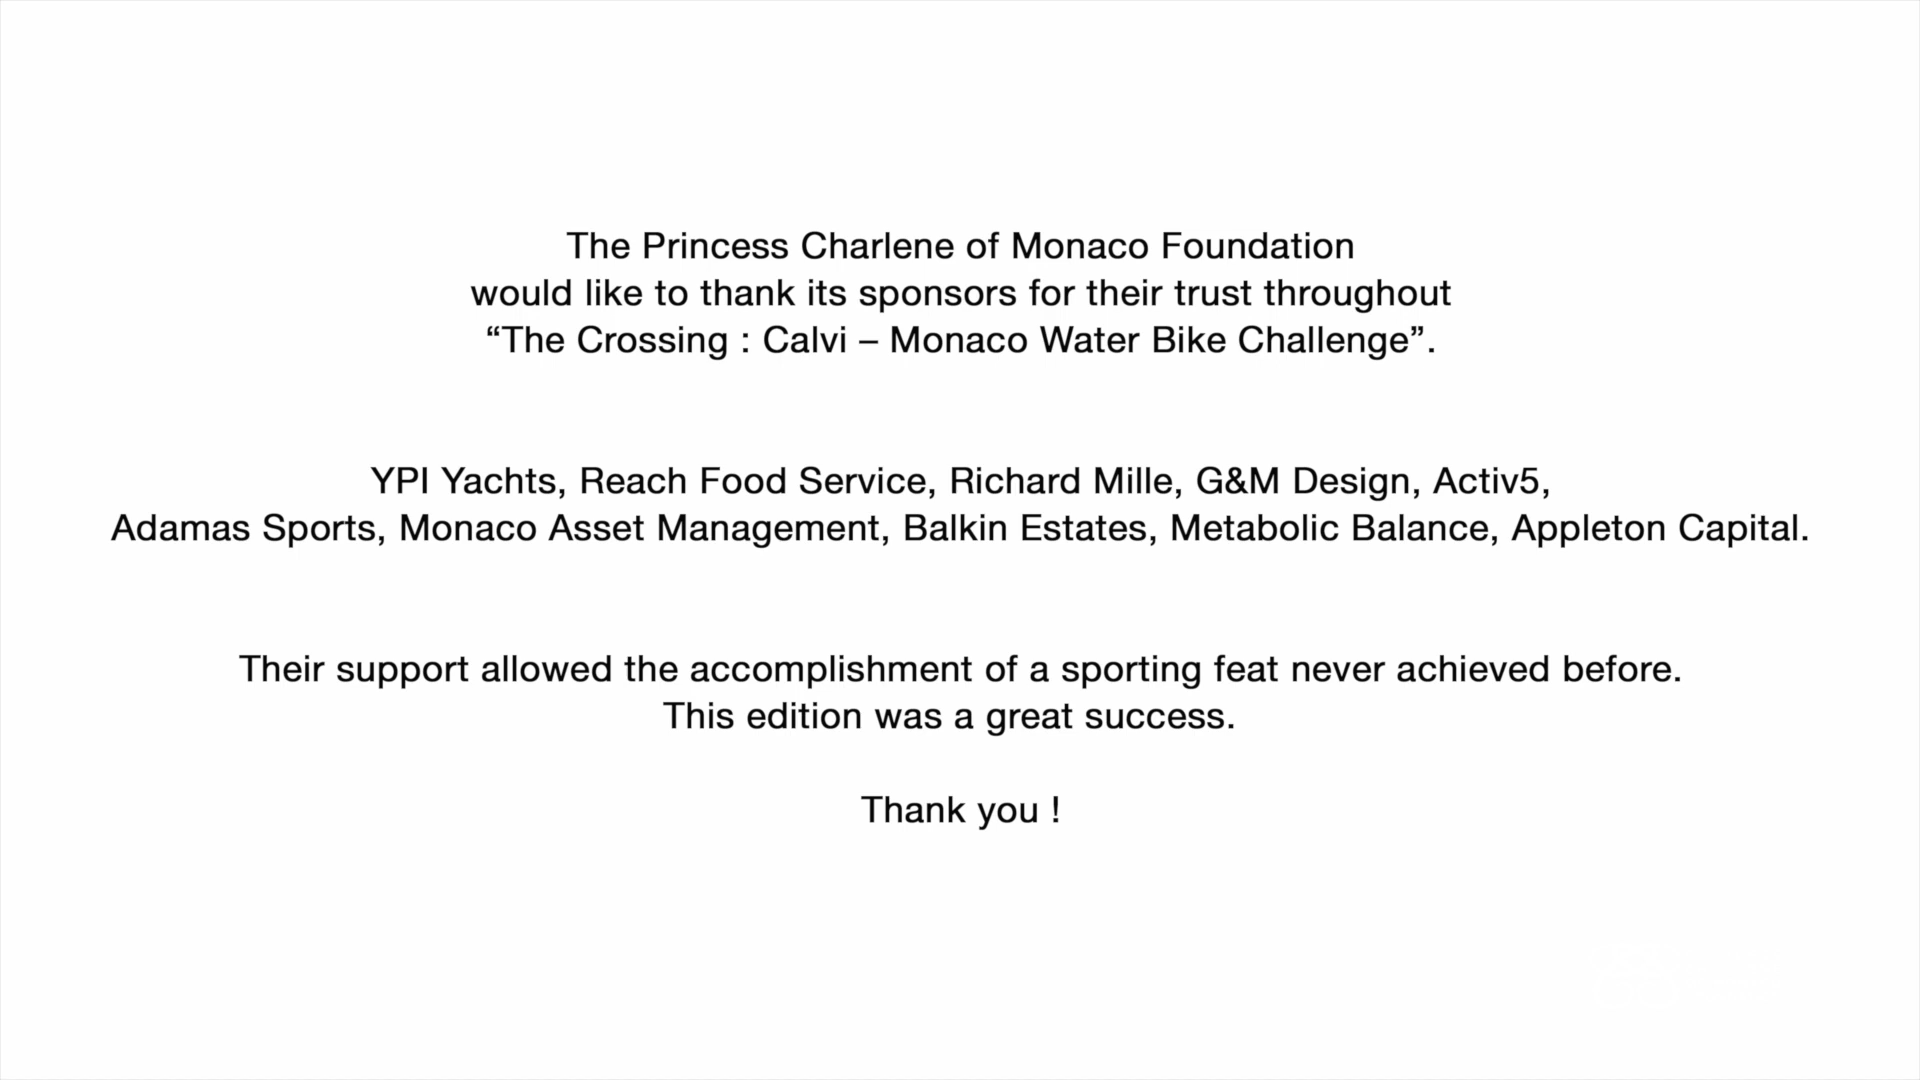 The Princess Charlene of Monaco Foundation
would like to thank its sponsors for their trust throughout
“The Crossing : Calvi – Monaco Water Bike Challenge”.
YPI Yachts, Reach Food Service, Richard Mille, G&M Design, Activ5,
Adamas Sports, Monaco Asset Management, Balkin Estates, Metabolic Balance, Appleton Capital.
Their support allowed the accomplishment of a sporting feat never achieved before.
This edition was a great success.
Thank you !